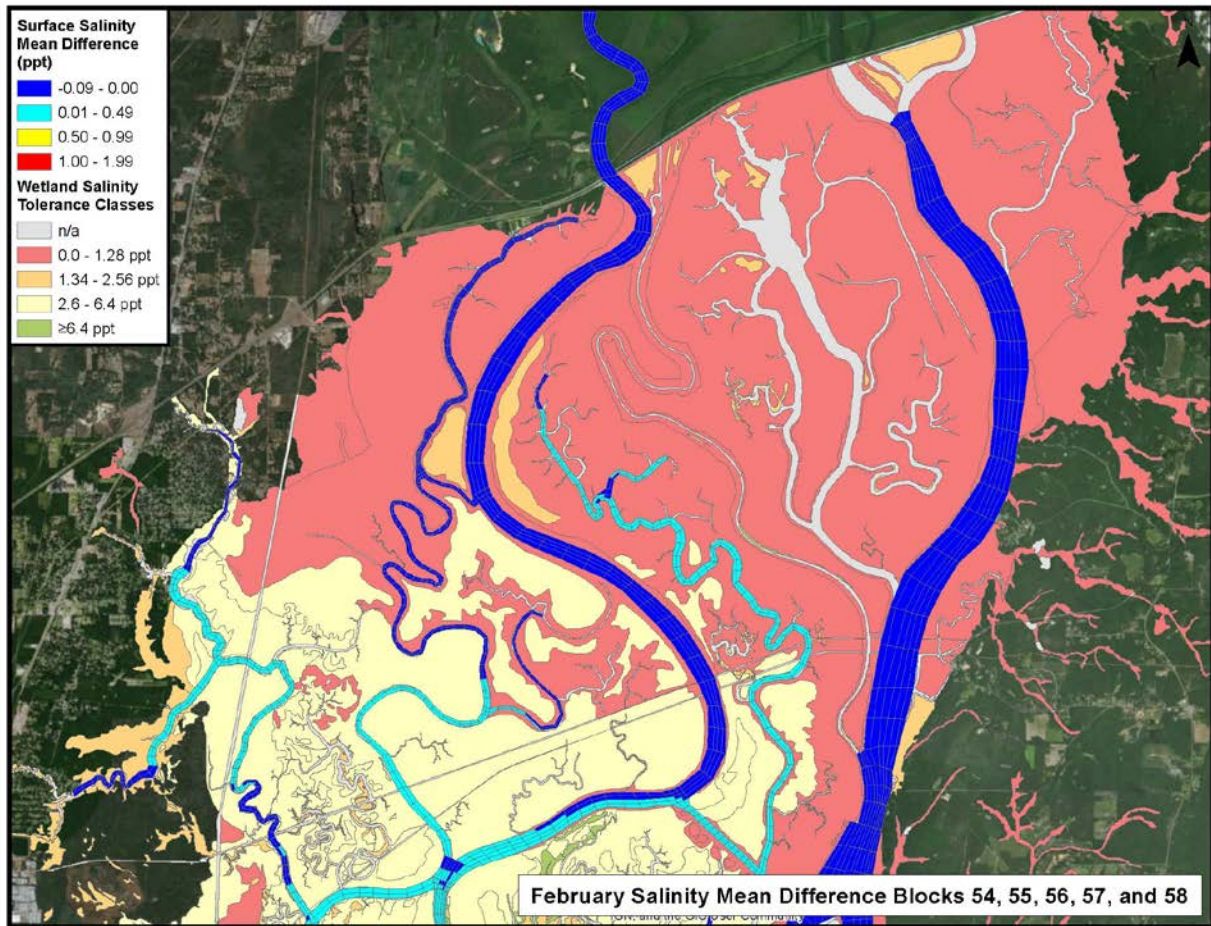 Surface Salinity
Mean Difference
(ppt)
-0.09 - 0.00
0.01 - 0.49
0.50 - 0.99
1.00 - 1.99
Wetland Salinity
Tolerance Classes
n/a
0.0 - 1.28 ppt
1.34 - 2.56 ppt
2.6 - 6.4 ppt
≥6.4 ppt
February Salinity Mean Difference Blocks 54, 55, 56, 57, and 58